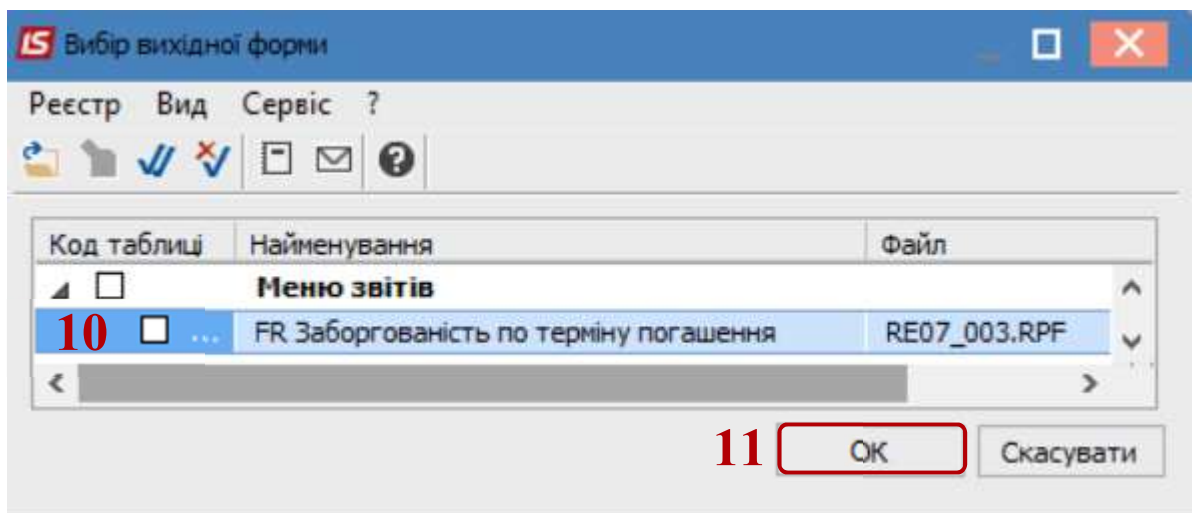 IS Вибір вихідної форми
Реєстр Вид Сервіс ?
Код таблиці Найменування Файл
Меню звітів
10 ... FR Заборгованість по терміну погашення RE07_003.RPF
11 OK Скасувати